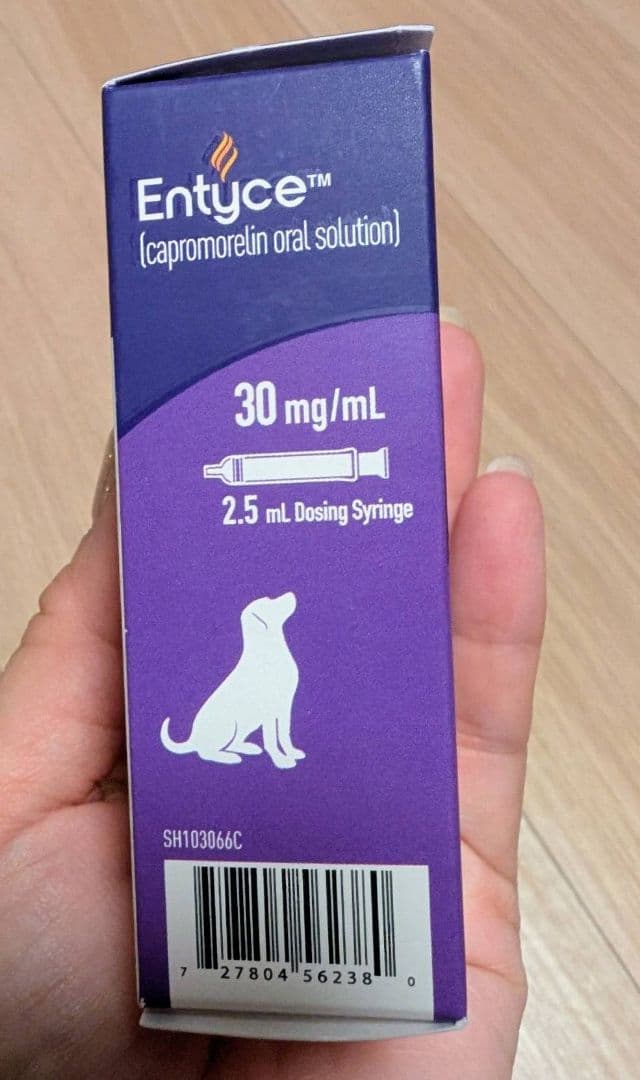 Entyce™
(capromorelin oral solution)
30 mg/mL
2.5 mL Dosing Syringe
SH103066C
7 27804 56238 0